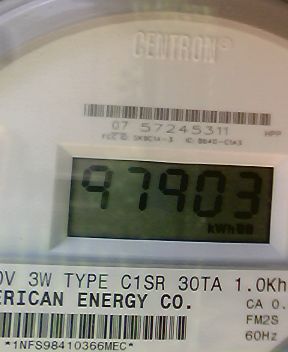 CENTRON®
07 57245311
HPP
97903
kWh
0V 3W TYPE C1SR 30TA 1.0Kh
ERICAN ENERGY CO.
CA 0.
FM2S
60Hz
*1NFS98410366MEC*